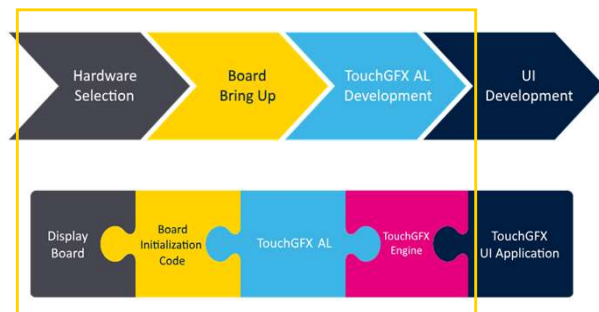 Hardware
Selection
Board
Bring Up
TouchGFX AL
Development
UI
Development
Display
Board
Board
Initialization
Code
TouchGFX AL
TouchGFX
Engine
TouchGFX
UI Application